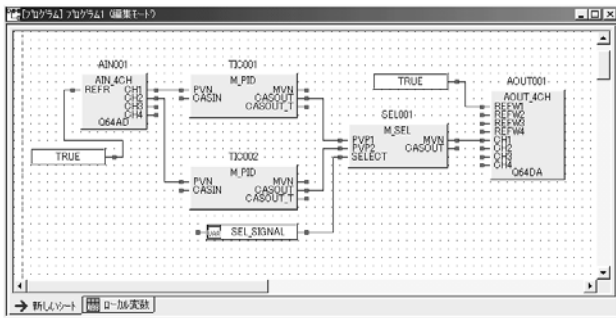 [プログラム] プログラム1 (編集モード)
AIN001
AIN_4CH
REFR CH1
CH2
CH3
CH4
Q64AD
TRUE
TIC001
M_PID
PVN MVN
CASIN CASOUT
CASOUT_T
TIC002
M_PID
PVN MVN
CASIN CASOUT
CASOUT_T
VAR SEL_SIGNAL
SEL001
M_SEL
PVP1 MVN
PVP2 CASOUT
SELECT
TRUE
AOUT001
AOUT_4CH
REFW1
REFW2
REFW3
REFW4
CH1
CH2
CH3
CH4
Q64DA
新しいシート ローカル変数